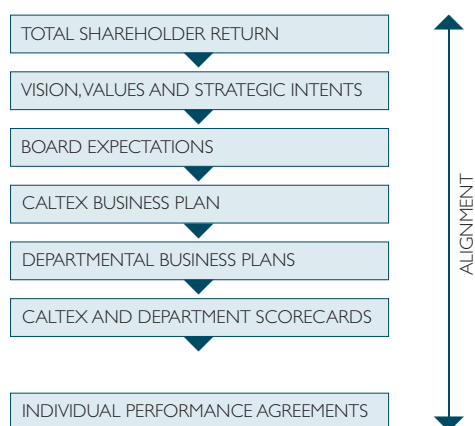 TOTAL SHAREHOLDER RETURN
VISION, VALUES AND STRATEGIC INTENTS
BOARD EXPECTATIONS
CALTEX BUSINESS PLAN
DEPARTMENTAL BUSINESS PLANS
CALTEX AND DEPARTMENT SCORECARDS
INDIVIDUAL PERFORMANCE AGREEMENTS
ALIGNMENT